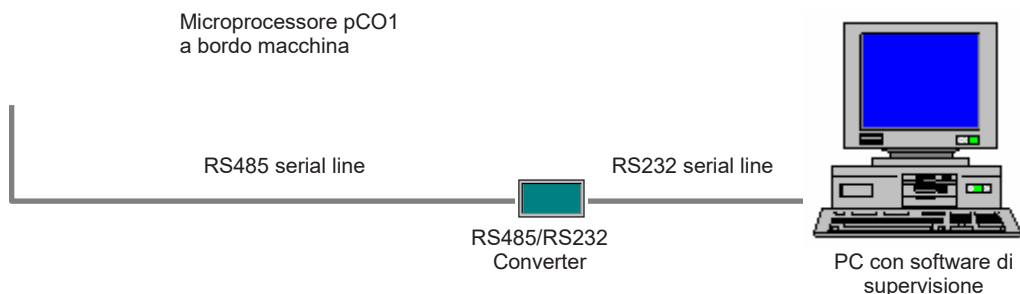 Microprocessore pCO1
a bordo macchina
RS485 serial line
RS232 serial line
RS485/RS232
Converter
PC con software di
supervisione